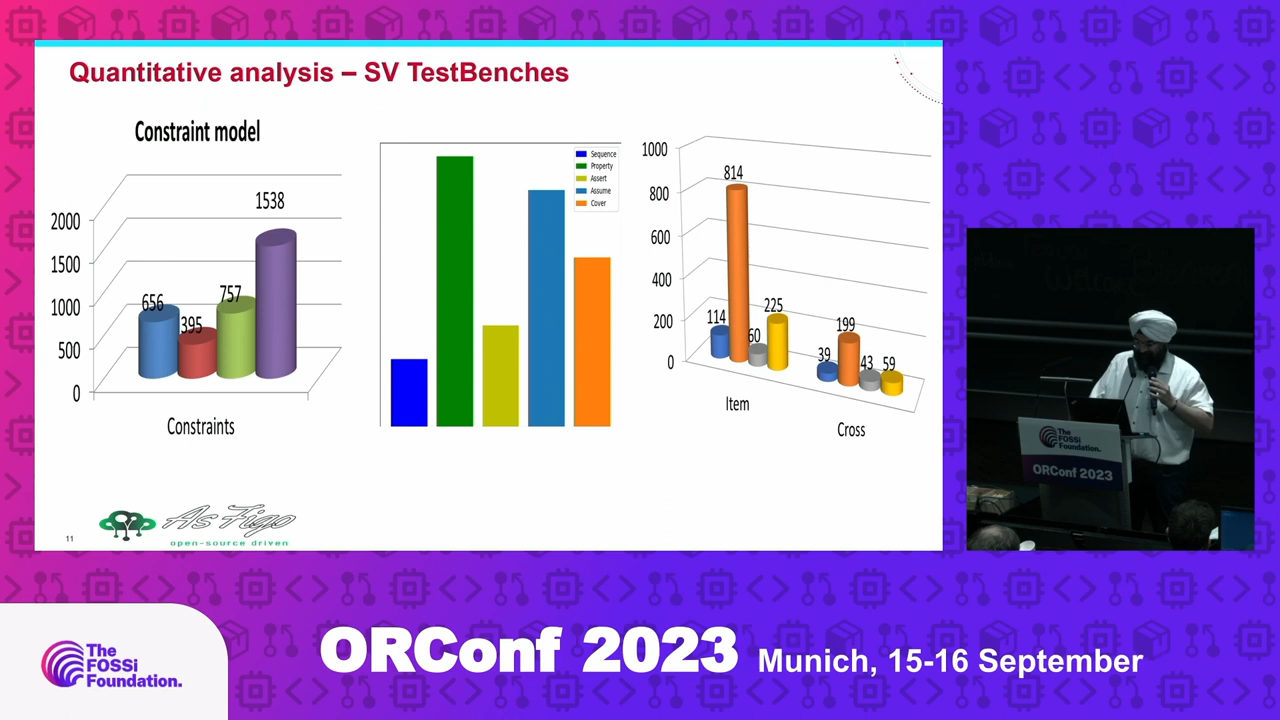 Quantitative analysis – SV TestBenches
Constraint model
2000
1500
1000
500
0
656
395
757
1538
Constraints
Sequence
Property
Assert
Assume
Cover
1000
800
600
400
200
0
114
814
60
225
39
199
43
59
Item
Cross
11
As Figo
open-source driven
The
FOSSi
Foundation.
ORConf 2023
The
FOSSi
Foundation.
ORConf 2023
Munich, 15-16 September